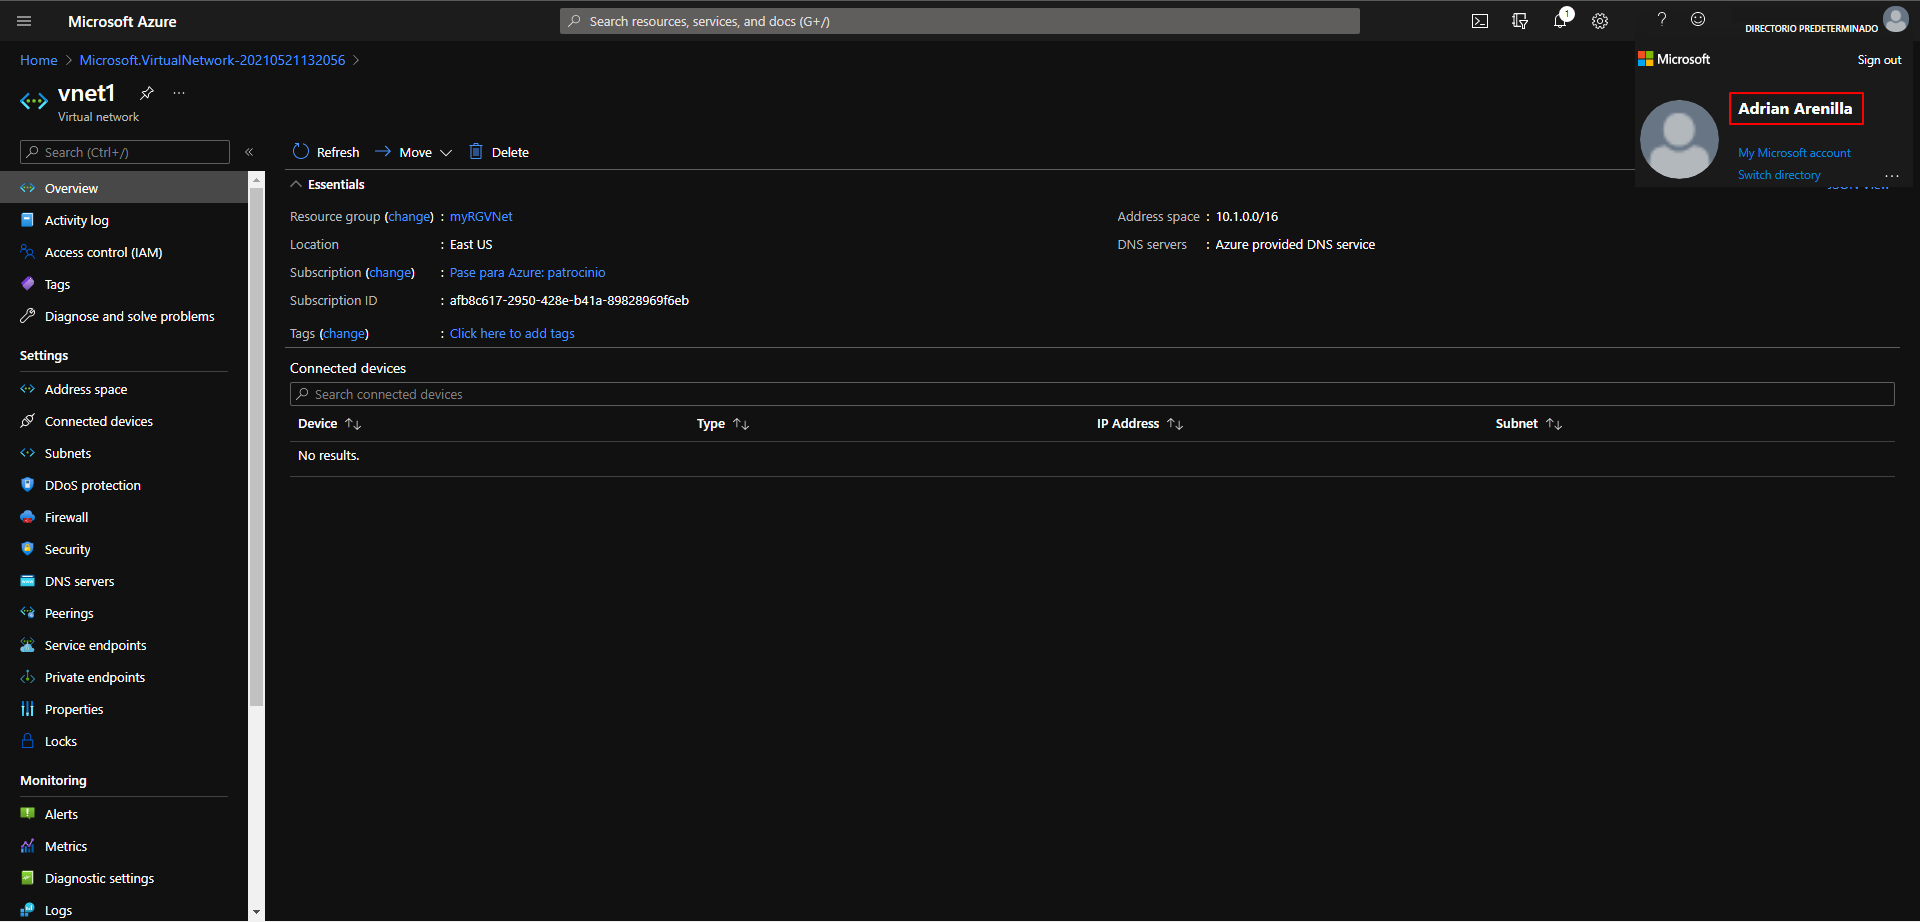 Microsoft Azure
Search resources, services, and docs (G+/)
1
?
DIRECTORIO PREDETERMINADO
Home > Microsoft.VirtualNetwork-20210521132056 >
Microsoft
Sign out
vnet1
...
Virtual network
Adrian Arenilla
My Microsoft account
Switch directory
...
Search (Ctrl+/)
«
Refresh
Move
Delete
Overview
Activity log
Access control (IAM)
Tags
Diagnose and solve problems
Settings
Address space
Connected devices
Subnets
DDoS protection
Firewall
Security
DNS servers
Peerings
Service endpoints
Private endpoints
Properties
Locks
Monitoring
Alerts
Metrics
Diagnostic settings
Logs
Essentials
Resource group (change) : myRGVNet
Location : East US
Subscription (change) : Pase para Azure: patrocinio
Subscription ID : afb8c617-2950-428e-b41a-89828969f6eb
Tags (change) : Click here to add tags
Address space : 10.1.0.0/16
DNS servers : Azure provided DNS service
Connected devices
Search connected devices
Device Type IP Address Subnet
No results.